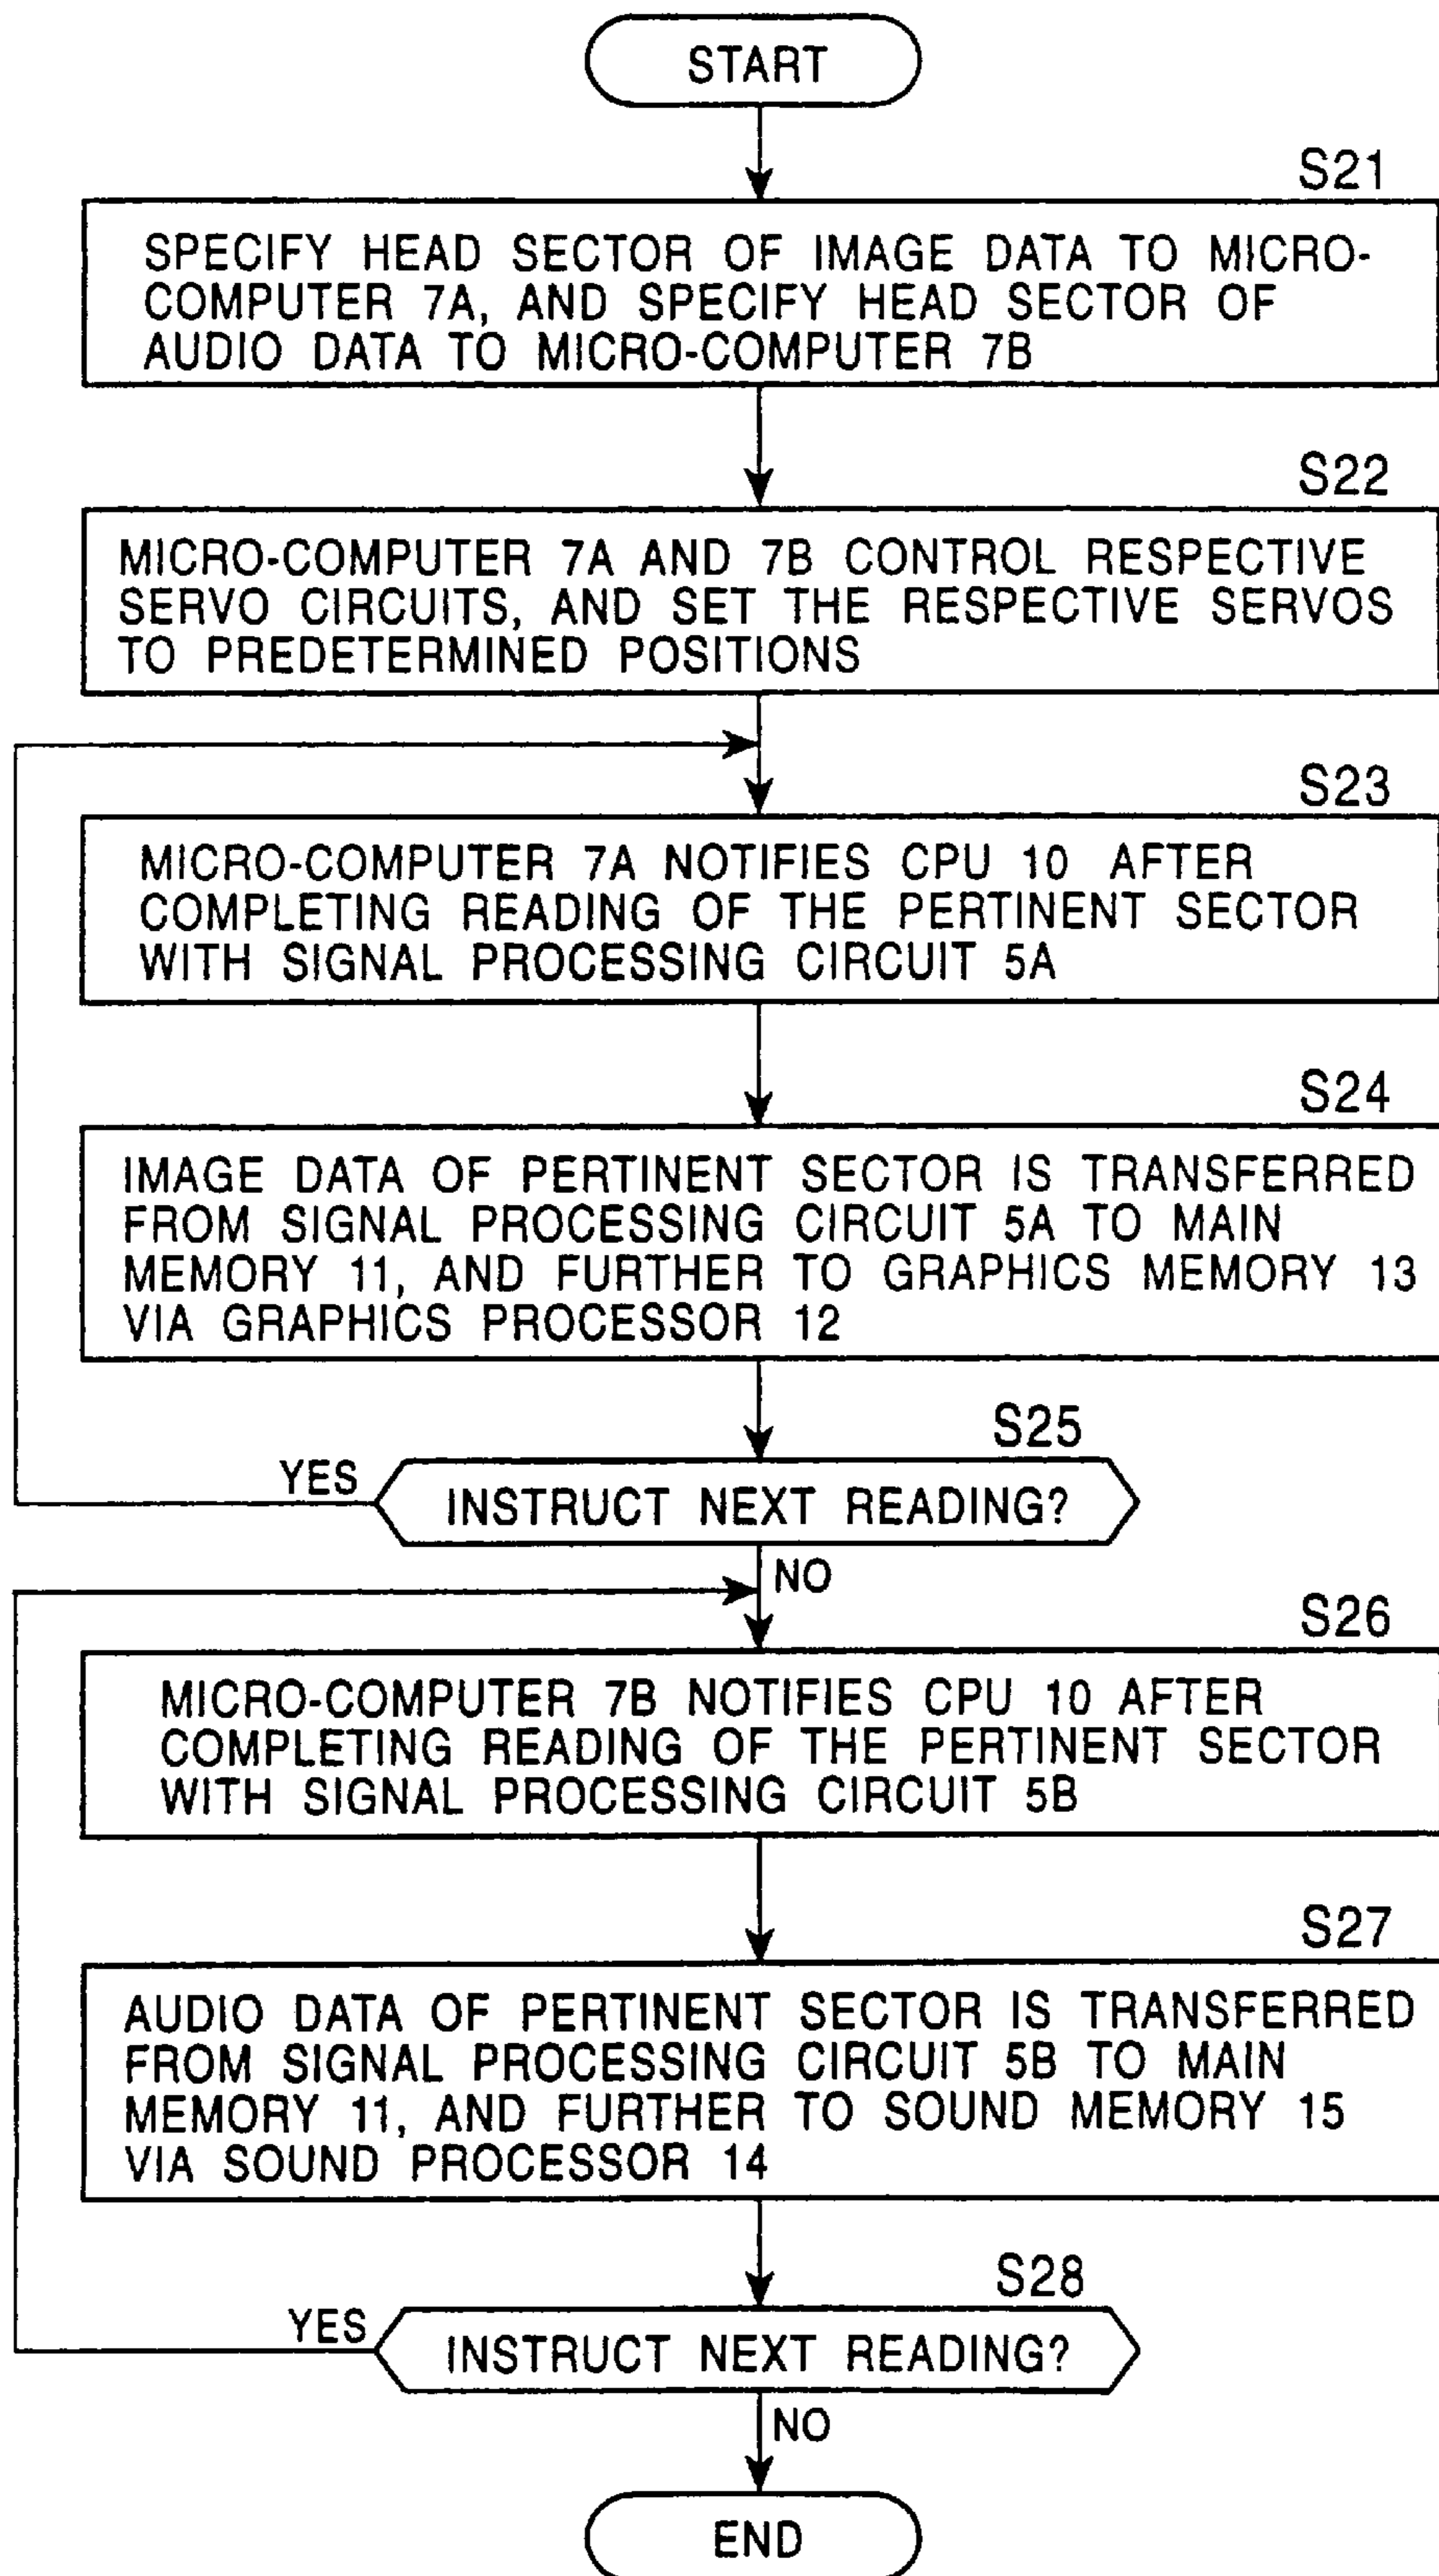 START
S21
SPECIFY HEAD SECTOR OF IMAGE DATA TO MICRO-
COMPUTER 7A, AND SPECIFY HEAD SECTOR OF
AUDIO DATA TO MICRO-COMPUTER 7B
S22
MICRO-COMPUTER 7A AND 7B CONTROL RESPECTIVE
SERVO CIRCUITS, AND SET THE RESPECTIVE SERVOS
TO PREDETERMINED POSITIONS
S23
MICRO-COMPUTER 7A NOTIFIES CPU 10 AFTER
COMPLETING READING OF THE PERTINENT SECTOR
WITH SIGNAL PROCESSING CIRCUIT 5A
S24
IMAGE DATA OF PERTINENT SECTOR IS TRANSFERRED
FROM SIGNAL PROCESSING CIRCUIT 5A TO MAIN
MEMORY 11, AND FURTHER TO GRAPHICS MEMORY 13
VIA GRAPHICS PROCESSOR 12
S25
YES
INSTRUCT NEXT READING?
NO
S26
MICRO-COMPUTER 7B NOTIFIES CPU 10 AFTER
COMPLETING READING OF THE PERTINENT SECTOR
WITH SIGNAL PROCESSING CIRCUIT 5B
S27
AUDIO DATA OF PERTINENT SECTOR IS TRANSFERRED
FROM SIGNAL PROCESSING CIRCUIT 5B TO MAIN
MEMORY 11, AND FURTHER TO SOUND MEMORY 15
VIA SOUND PROCESSOR 14
S28
YES
INSTRUCT NEXT READING?
NO
END